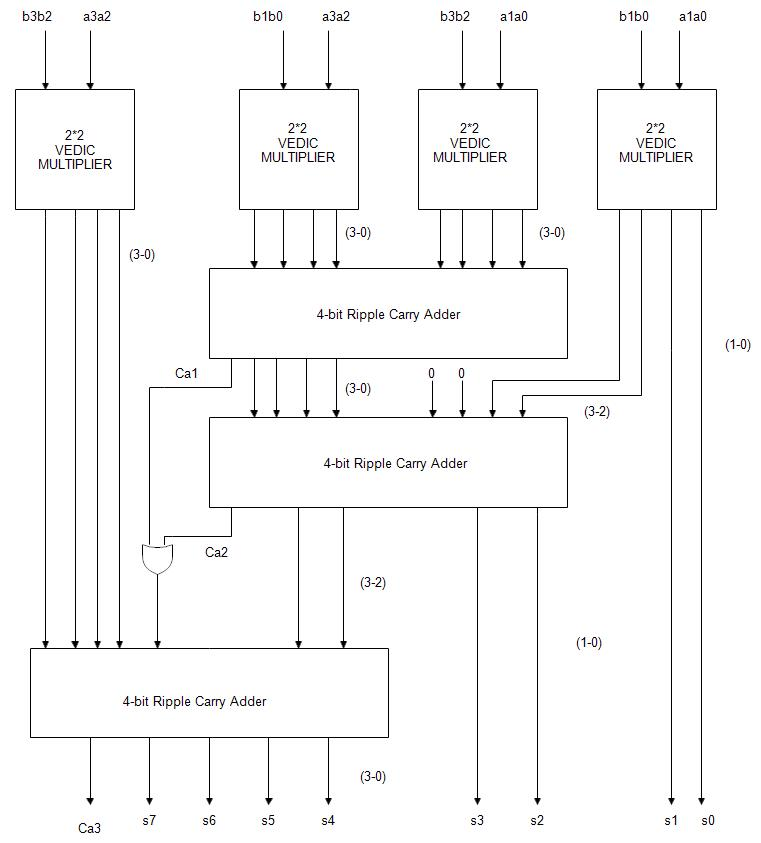 b3b2 a3a2 b1b0 a3a2 b3b2 a1a0 b1b0 a1a0
2*2
VEDIC
MULTIPLIER
2*2
VEDIC
MULTIPLIER
2*2
VEDIC
MULTIPLIER
2*2
VEDIC
MULTIPLIER
(3-0)
(3-0)
(3-0)
4-bit Ripple Carry Adder
(1-0)
Ca1
(3-0)
0 0
(3-2)
4-bit Ripple Carry Adder
Ca2
(3-2)
(1-0)
4-bit Ripple Carry Adder
(3-0)
Ca3 s7 s6 s5 s4 s3 s2 s1 s0